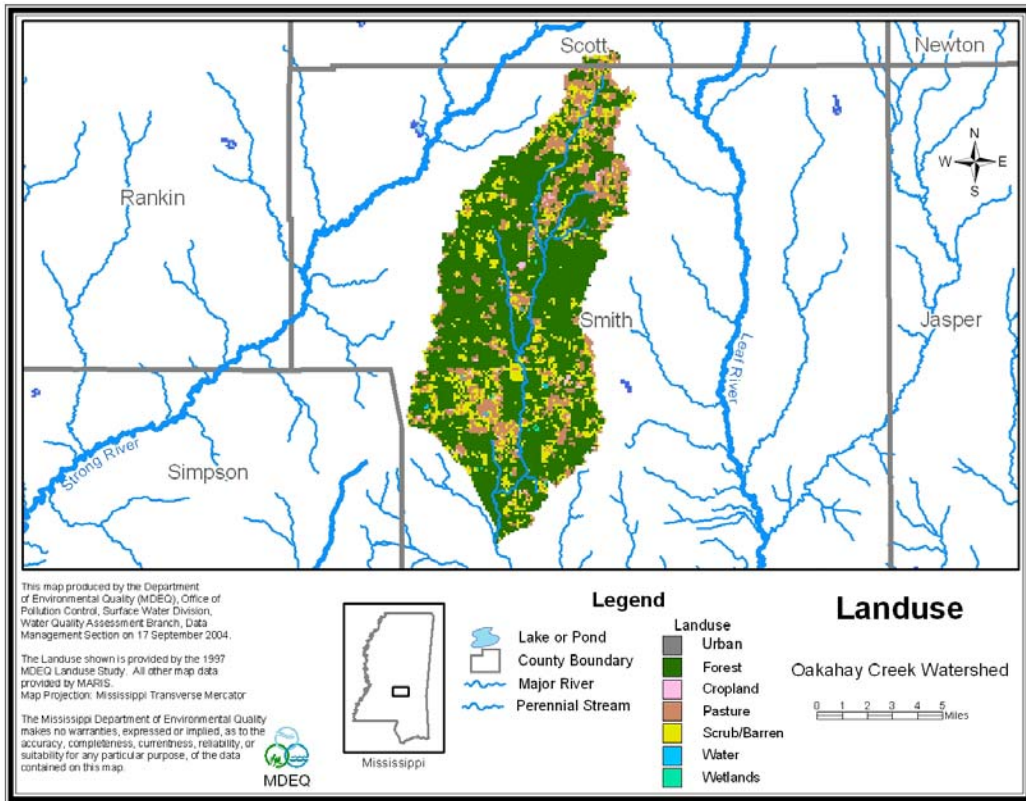 Scott
Newton
N
W E
S
Rankin
Smith
Jasper
Leaf River
Strong River
Simpson
This map produced by the Department
of Environmental Quality (MDEQ), Office of
Pollution Control, Surface Water Division,
Water Quality Assessment Branch, Data
Management Section on 17 September 2004.
The Landuse shown is provided by the 1997
MDEQ Landuse Study. All other map data
provided by MARIS.
Map Projection: Mississippi Transverse Mercator
The Mississippi Department of Environmental Quality
makes no warranties, expressed or implied, as to the
accuracy, completeness, currentness, reliability, or
suitability for any particular purpose, of the data
contained on this map.
MDEQ
Mississippi
Legend
Lake or Pond
County Boundary
Major River
Perennial Stream
Landuse
Urban
Forest
Cropland
Pasture
Scrub/Barren
Water
Wetlands
Landuse
Oakahay Creek Watershed
0 1 2 3 4 5
Miles